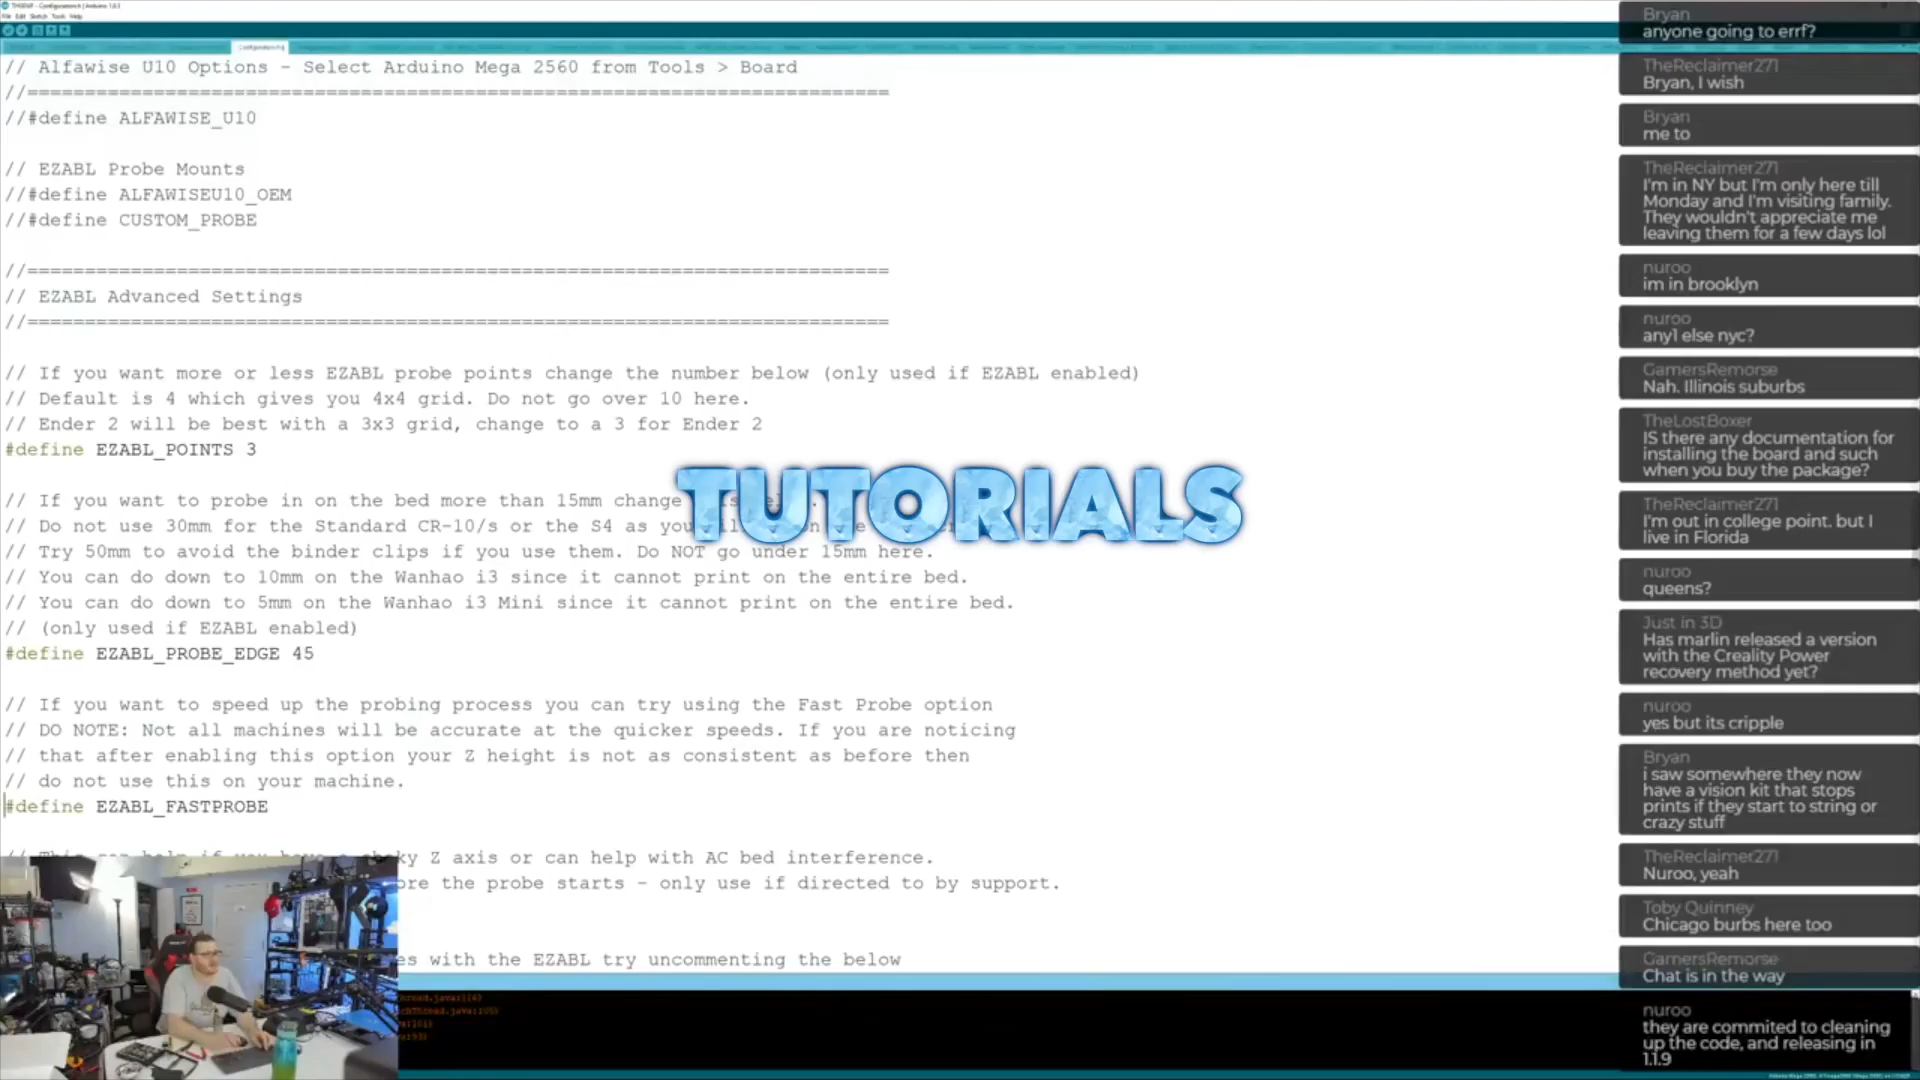 File Edit Sketch Tools Help
// Alfawise U10 Options - Select Arduino Mega 2560 from Tools > Board
//===========================================================================
//#define ALFAWISE_U10
// EZABL Probe Mounts
//#define ALFAWISEU10_OEM
//#define CUSTOM_PROBE
//===========================================================================
// EZABL Advanced Settings
//===========================================================================
// If you want more or less EZABL probe points change the number below (only used if EZABL enabled)
// Default is 4 which gives you 4x4 grid. Do not go over 10 here.
// Ender 2 will be best with a 3x3 grid, change to a 3 for Ender 2
#define EZABL_POINTS 3
// If you want to probe in on the bed more than 15mm change
// Do not use 30mm for the Standard CR-10/s or the S4 as you
// Try 50mm to avoid the binder clips if you use them. Do NOT go under 15mm here.
// You can do down to 10mm on the Wanhao i3 since it cannot print on the entire bed.
// You can do down to 5mm on the Wanhao i3 Mini since it cannot print on the entire bed.
// (only used if EZABL enabled)
#define EZABL_PROBE_EDGE 45
// If you want to speed up the probing process you can try using the Fast Probe option
// DO NOTE: Not all machines will be accurate at the quicker speeds. If you are noticing
// that after enabling this option your Z height is not as consistent as before then
// do not use this on your machine.
#define EZABL_FASTPROBE
Z axis or can help with AC bed interference.
the probe starts - only use if directed to by support.
with the EZABL try uncommenting the below
TUTORIALS
Bryan
anyone going to errf?
TheReclaimer271
Bryan, I wish
Bryan
me to
TheReclaimer271
I'm in NY but I'm only here till
Monday and I'm visiting family.
They wouldn't appreciate me
leaving them for a few days lol
nuroo
im in brooklyn
nuroo
any1 else nyc?
GamersRemorse
Nah. Illinois suburbs
TheLostBoxer
IS there any documentation for
installing the board and such
when you buy the package?
TheReclaimer271
I'm out in college point. but I
live in Florida
nuroo
queens?
Just in 3D
Has marlin released a version
with the Creality Power
recovery method yet?
nuroo
yes but its cripple
Bryan
i saw somewhere they now
have a vision kit that stops
prints if they start to string or
crazy stuff
TheReclaimer271
Nuroo, yeah
Toby Quinney
Chicago burbs here too
GamersRemorse
Chat is in the way
nuroo
they are commited to cleaning
up the code, and releasing in
1.1.9